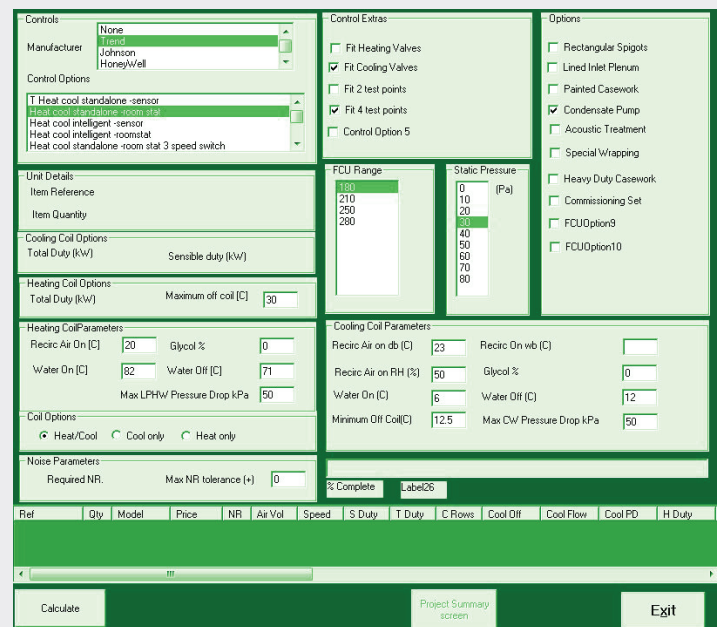 Controls
Manufacturer
None
Trend
Johnson
HoneyWell
Control Options
T Heat cool standalone -sensor
Heat cool standalone -room stat
Heat cool intelligent -sensor
Heat cool intelligent -roomstat
Heat cool standalone -room stat 3 speed switch
Control Extras
Fit Heating Valves
Fit Cooling Valves
Fit 2 test points
Fit 4 test points
Control Option 5
Options
Rectangular Spigots
Lined Inlet Plenum
Painted Casework
Condensate Pump
Acoustic Treatment
Special Wrapping
Heavy Duty Casework
Commissioning Set
FCUOption9
FCUOption10
Unit Details
Item Reference
Item Quantity
FCU Range
180
210
250
280
Static Pressure
0 (Pa)
10
20
30
40
50
60
70
80
Cooling Coil Options
Total Duty (kW) Sensible duty (kW)
Heating Coil Options
Total Duty (kW) Maximum off coil (C) 30
Heating CoilParameters
Recirc Air On (C) 20 Glycol % 0
Water On (C) 82 Water Off (C) 71
Max LPHW Pressure Drop kPa 50
Coil Options
Heat/Cool Cool only Heat only
Noise Parameters
Required NR. Max NR tolerance (+) 0
Cooling Coil Parameters
Recirc Air on db (C) 23 Recirc On wb (C)
Recirc Air on RH (%) 50 Glycol % 0
Water On (C) 6 Water Off (C) 12
Minimum Off Coil(C) 12.5 Max CW Pressure Drop kPa 50
% Complete Label26
Ref Qty Model Price NR Air Vol Speed S Duty T Duty C Rows Cool Off Cool Flow Cool PD H Duty
Calculate
Project Summary
screen
Exit